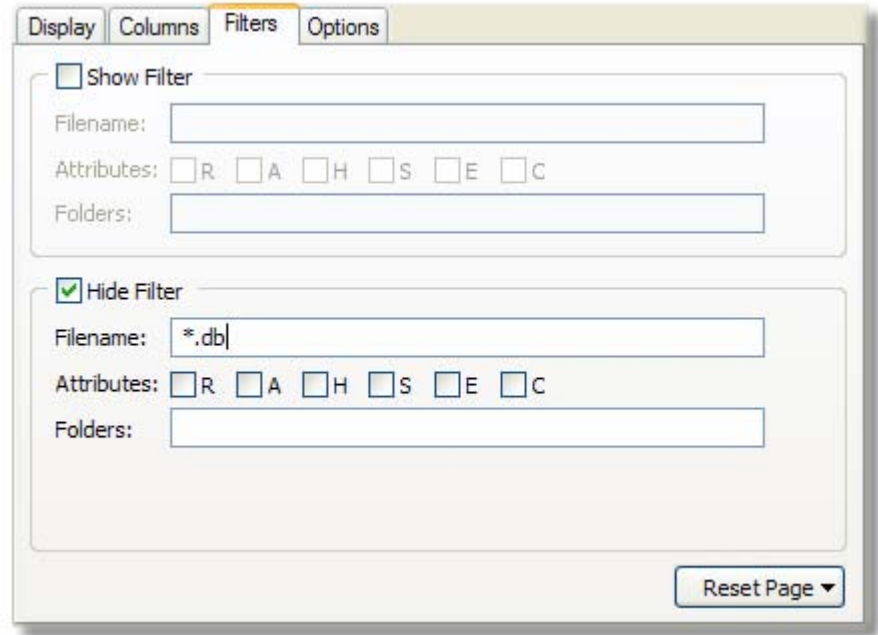 Display Columns Filters Options
Show Filter
Filename:
Attributes: R A H S E C
Folders:
Hide Filter
Filename: *.db
Attributes: R A H S E C
Folders:
Reset Page